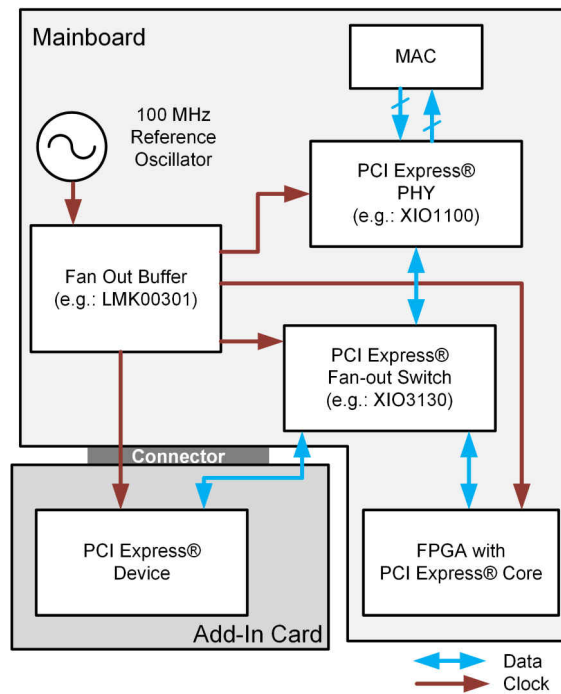 Mainboard
MAC
100 MHz
Reference
Oscillator
PCI Express®
PHY
(e.g.: XIO1100)
Fan Out Buffer
(e.g.: LMK00301)
PCI Express®
Fan-out Switch
(e.g.: XIO3130)
Connector
PCI Express®
Device
FPGA with
PCI Express® Core
Add-In Card
Data
Clock